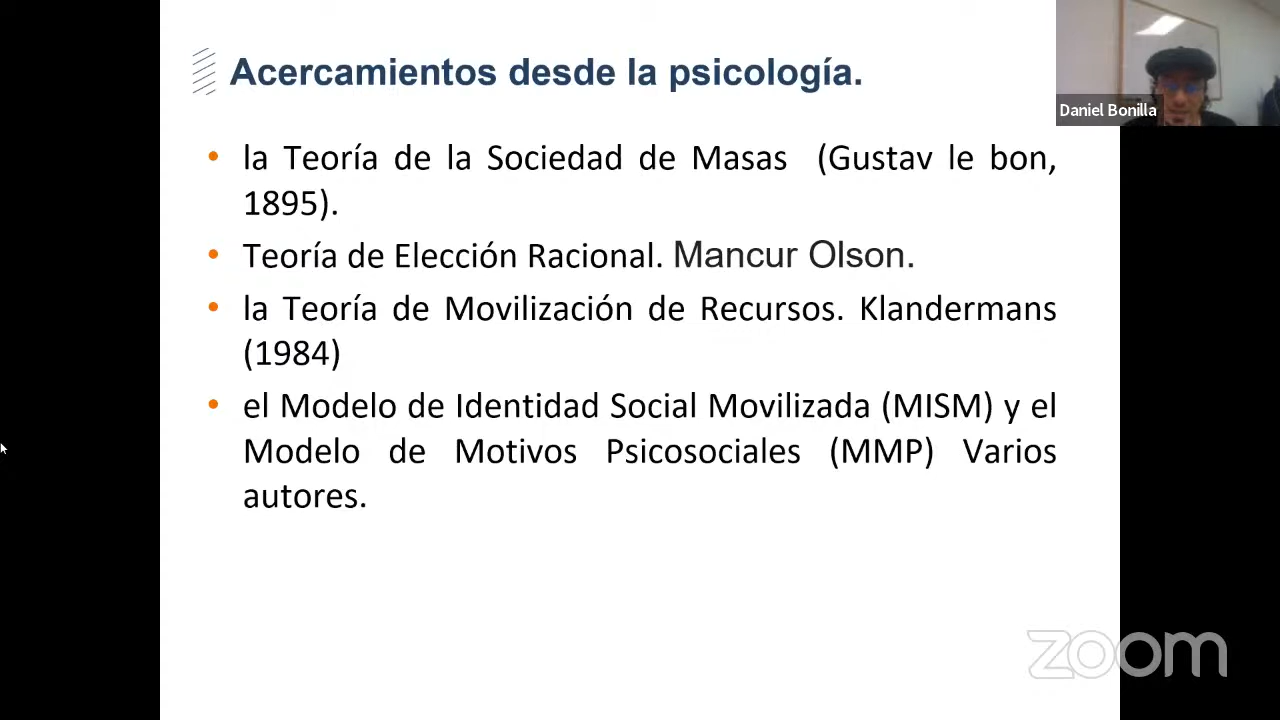 Acercamientos desde la psicología.
Daniel Bonilla
• la Teoría de la Sociedad de Masas (Gustav le bon,
1895).
• Teoría de Elección Racional. Mancur Olson.
• la Teoría de Movilización de Recursos. Klandermans
(1984)
• el Modelo de Identidad Social Movilizada (MISM) y el
Modelo de Motivos Psicosociales (MMP) Varios
autores.
zoom